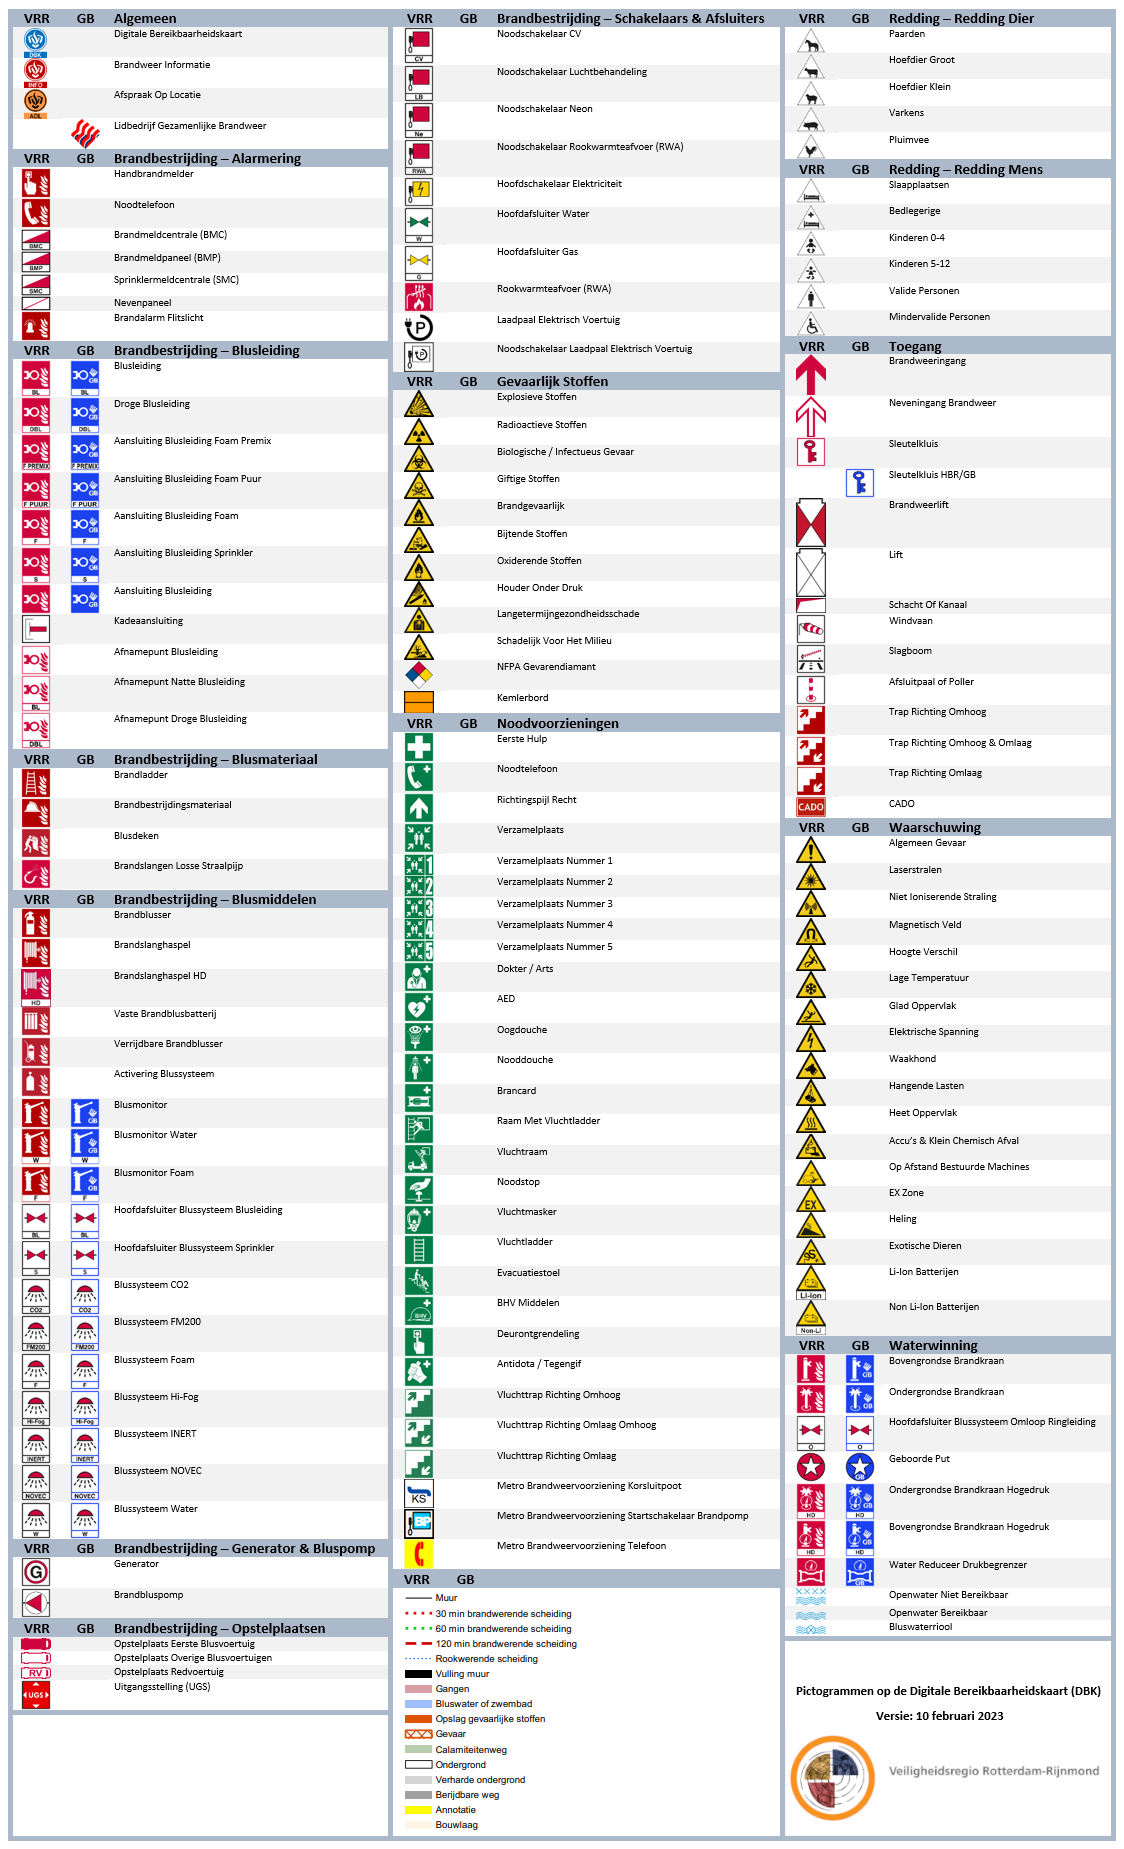 VRR GB Algemeen
DBK Digitale Bereikbaarheidskaart
INFO Brandweer Informatie
AOL Afspraak Op Locatie
Lidbedrijf Gezamenlijke Brandweer
VRR GB Brandbestrijding – Alarmering
Handbrandmelder
Noodtelefoon
BMC Brandmeldcentrale (BMC)
BMP Brandmeldpaneel (BMP)
SMC Sprinklermeldcentrale (SMC)
Nevenpaneel
Brandalarm Flitslicht
VRR GB Brandbestrijding – Blusleiding
BL GB BL Blusleiding
DBL GB DBL Droge Blusleiding
F PREMIX GB F PREMIX Aansluiting Blusleiding Foam Premix
F PUUR GB F PUUR Aansluiting Blusleiding Foam Puur
F GB F Aansluiting Blusleiding Foam
S GB S Aansluiting Blusleiding Sprinkler
GB Aansluiting Blusleiding
Kadeaansluiting
Afnamepunt Blusleiding
BL Afnamepunt Natte Blusleiding
DBL Afnamepunt Droge Blusleiding
VRR GB Brandbestrijding – Blusmateriaal
Brandladder
Brandbestrijdingsmateriaal
Blusdeken
Brandslangen Losse Straalpijp
VRR GB Brandbestrijding – Blusmiddelen
Brandblusser
Brandslanghaspel
HD Brandslanghaspel HD
Vaste Brandblusbatterij
Verrijdbare Brandblusser
Activering Blussysteem
GB Blusmonitor
W GB W Blusmonitor Water
F GB F Blusmonitor Foam
BL BL Hoofdafsluiter Blussysteem Blusleiding
S S Hoofdafsluiter Blussysteem Sprinkler
CO2 CO2 Blussysteem CO2
FM200 FM200 Blussysteem FM200
F F Blussysteem Foam
Hi-Fog Hi-Fog Blussysteem Hi-Fog
INERT INERT Blussysteem INERT
NOVEC NOVEC Blussysteem NOVEC
W W Blussysteem Water
VRR GB Brandbestrijding – Generator & Bluspomp
G Generator
Brandbluspomp
VRR GB Brandbestrijding – Opstelplaatsen
Opstelplaats Eerste Blusvoertuig
Opstelplaats Overige Blusvoertuigen
RV Opstelplaats Redvoertuig
UGS Uitgangsstelling (UGS)
VRR GB Brandbestrijding – Schakelaars & Afsluiters
CV Noodschakelaar CV
LB Noodschakelaar Luchtbehandeling
Ne Noodschakelaar Neon
RWA Noodschakelaar Rookwarmteafvoer (RWA)
Hoofdschakelaar Elektriciteit
W Hoofdafsluiter Water
G Hoofdafsluiter Gas
Rookwarmteafvoer (RWA)
P Laadpaal Elektrisch Voertuig
P Noodschakelaar Laadpaal Elektrisch Voertuig
VRR GB Gevaarlijk Stoffen
Explosieve Stoffen
Radioactieve Stoffen
Biologische / Infectueus Gevaar
Giftige Stoffen
Brandgevaarlijk
Bijtende Stoffen
Oxiderende Stoffen
Houder Onder Druk
Langetermijngezondheidsschade
Schadelijk Voor Het Milieu
NFPA Gevarendiamant
Kemlerbord
VRR GB Noodvoorzieningen
Eerste Hulp
Noodtelefoon
Richtingspijl Recht
Verzamelplaats
1 Verzamelplaats Nummer 1
2 Verzamelplaats Nummer 2
3 Verzamelplaats Nummer 3
4 Verzamelplaats Nummer 4
5 Verzamelplaats Nummer 5
Dokter / Arts
AED
Oogdouche
Nooddouche
Brancard
Raam Met Vluchtladder
Vluchtraam
Noodstop
Vluchtmasker
Vluchtladder
Evacuatiestoel
BHV BHV Middelen
Deurontgrendeling
Antidota / Tegengif
Vluchttrap Richting Omhoog
Vluchttrap Richting Omlaag Omhoog
Vluchttrap Richting Omlaag
KS Metro Brandweervoorziening Korsluitpoot
BP Metro Brandweervoorziening Startschakelaar Brandpomp
Metro Brandweervoorziening Telefoon
VRR GB
Muur
30 min brandwerende scheiding
60 min brandwerende scheiding
120 min brandwerende scheiding
Rookwerende scheiding
Vulling muur
Gangen
Bluswater of zwembad
Opslag gevaarlijke stoffen
Gevaar
Calamiteitenweg
Ondergrond
Verharde ondergrond
Berijdbare weg
Annotatie
Bouwlaag
VRR GB Redding – Redding Dier
Paarden
Hoefdier Groot
Hoefdier Klein
Varkens
Pluimvee
VRR GB Redding – Redding Mens
Slaapplaatsen
Bedlegerige
Kinderen 0-4
Kinderen 5-12
Valide Personen
Mindervalide Personen
VRR GB Toegang
Brandweeringang
Neveningang Brandweer
Sleutelkluis
Sleutelkluis HBR/GB
Brandweerlift
Lift
Schacht Of Kanaal
Windvaan
Slagboom
Afsluitpaal of Poller
Trap Richting Omhoog
Trap Richting Omhoog & Omlaag
Trap Richting Omlaag
CADO CADO
VRR GB Waarschuwing
Algemeen Gevaar
Laserstralen
Niet Ioniserende Straling
Magnetisch Veld
Hoogte Verschil
Lage Temperatuur
Glad Oppervlak
Elektrische Spanning
Waakhond
Hangende Lasten
Heet Oppervlak
Accu's & Klein Chemisch Afval
Op Afstand Bestuurde Machines
EX EX Zone
Heling
Exotische Dieren
Li-Ion Li-Ion Batterijen
Non-Li Non Li-Ion Batterijen
VRR GB Waterwinning
GB Bovengrondse Brandkraan
GB Ondergrondse Brandkraan
O O Hoofdafsluiter Blussysteem Omloop Ringleiding
GB Geboorde Put
HD GB HD Ondergrondse Brandkraan Hogedruk
HD GB HD Bovengrondse Brandkraan Hogedruk
GB Water Reduceer Drukbegrenzer
Openwater Niet Bereikbaar
Openwater Bereikbaar
Bluswaterriool
Pictogrammen op de Digitale Bereikbaarheidskaart (DBK)
Versie: 10 februari 2023
Veiligheidsregio Rotterdam-Rijnmond